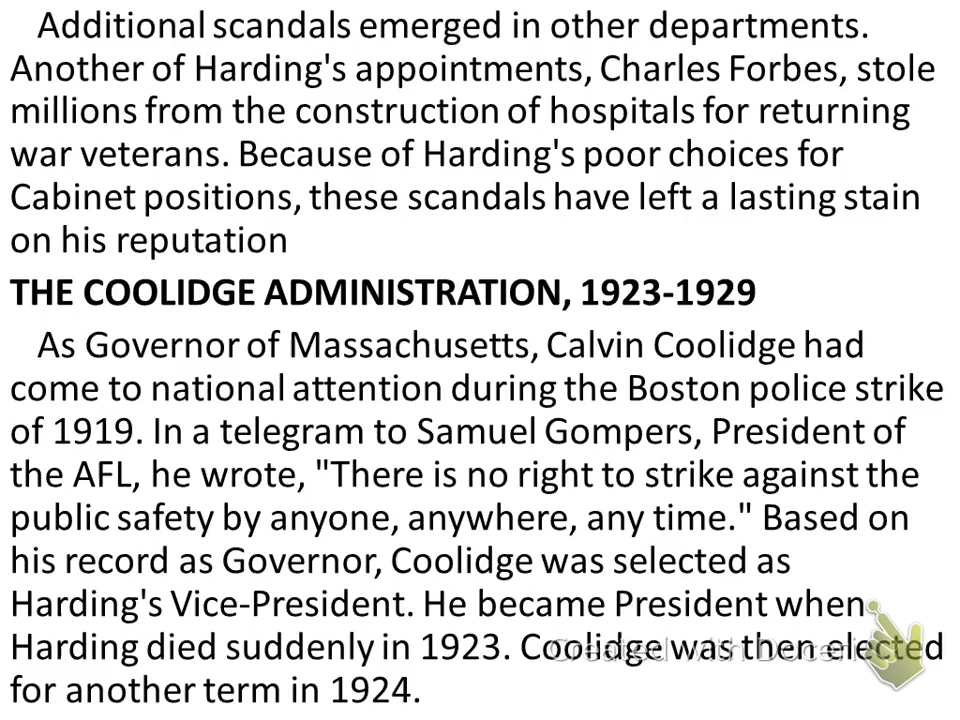 Additional scandals emerged in other departments.
Another of Harding's appointments, Charles Forbes, stole
millions from the construction of hospitals for returning
war veterans. Because of Harding's poor choices for
Cabinet positions, these scandals have left a lasting stain
on his reputation
THE COOLIDGE ADMINISTRATION, 1923-1929
As Governor of Massachusetts, Calvin Coolidge had
come to national attention during the Boston police strike
of 1919. In a telegram to Samuel Gompers, President of
the AFL, he wrote, "There is no right to strike against the
public safety by anyone, anywhere, any time." Based on
his record as Governor, Coolidge was selected as
Harding's Vice-President. He became President when
Harding died suddenly in 1923. Coolidge was then elected
for another term in 1924.
Created with